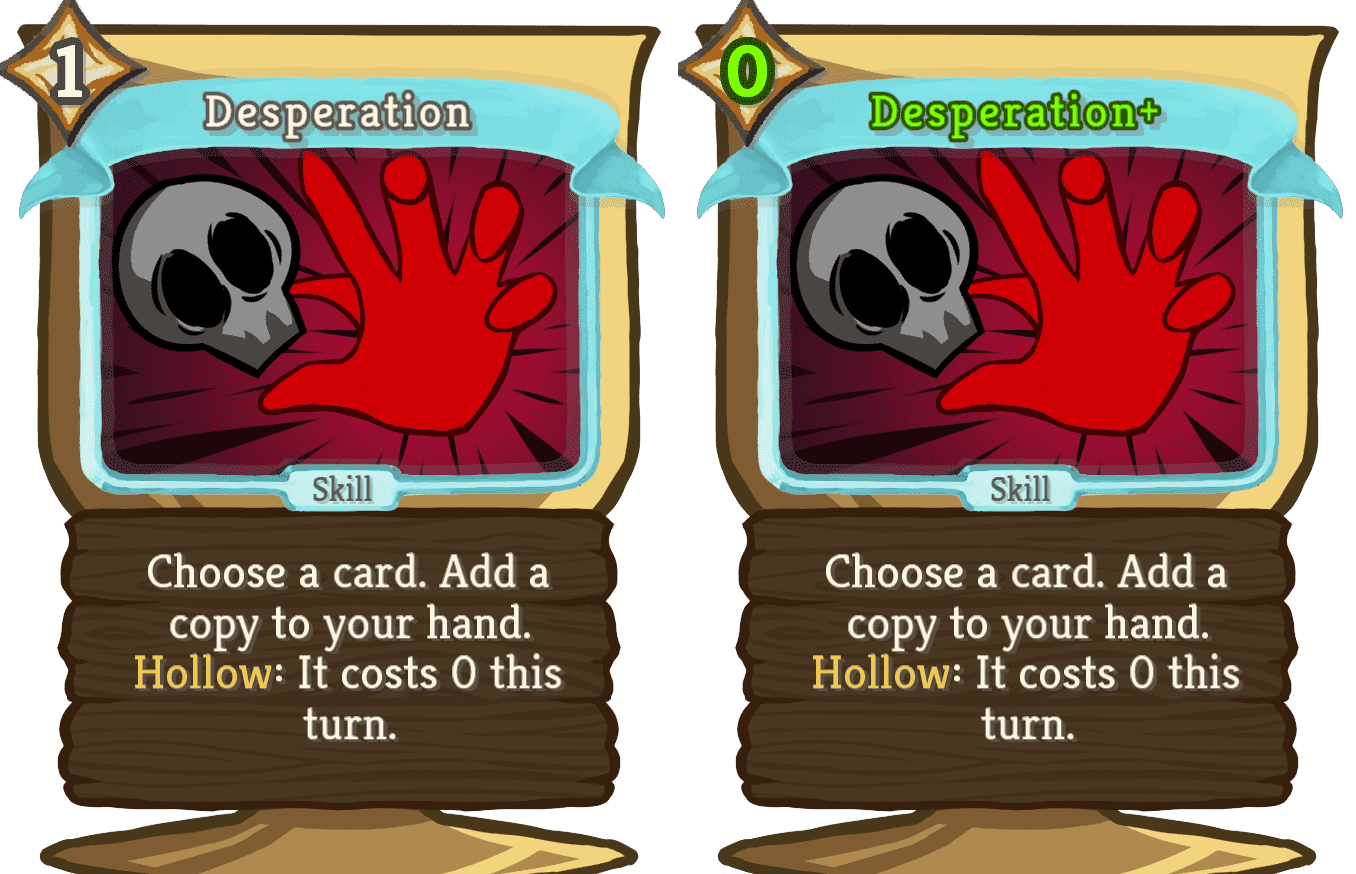 1
Desperation
Skill
Choose a card. Add a
copy to your hand.
Hollow: It costs 0 this
turn.
0
Desperation+
Skill
Choose a card. Add a
copy to your hand.
Hollow: It costs 0 this
turn.